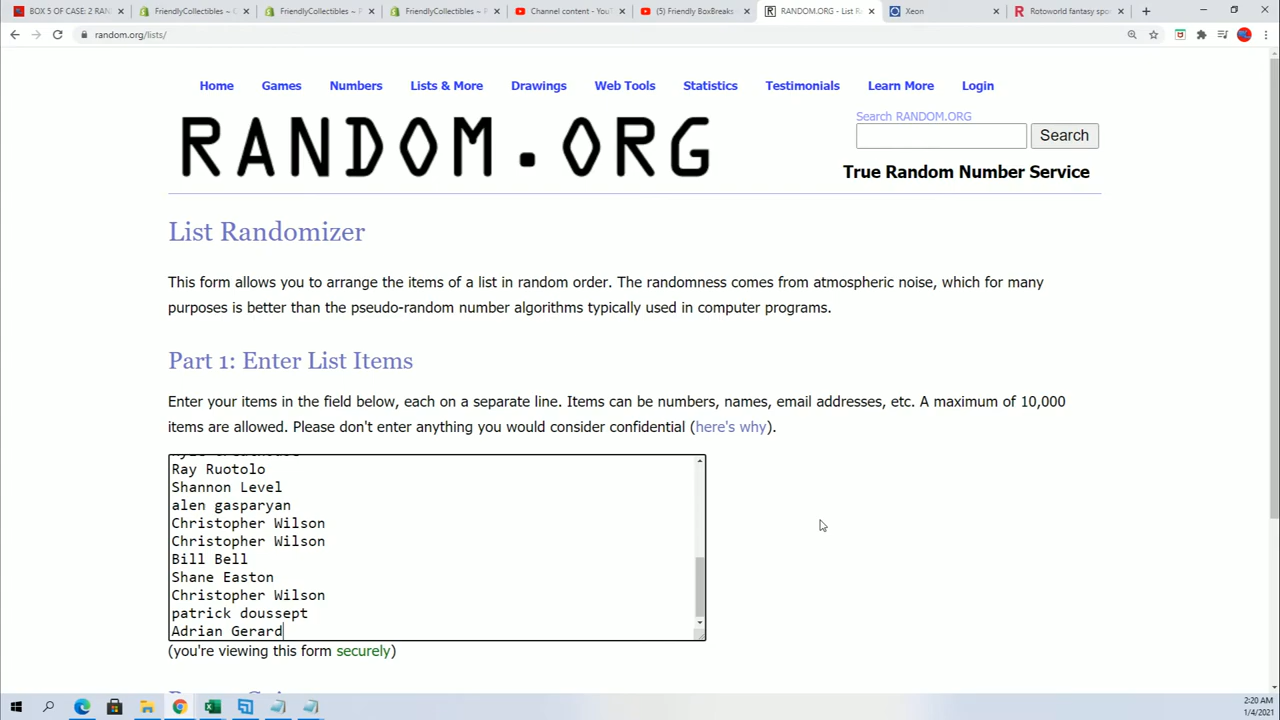 BOX 5 OF CASE: 2 RAN
FriendlyCollectibles ~ C
FriendlyCollectibles ~ P
FriendlyCollectibles ~ P
Channel content - YouT
(5) Friendly BoxBreaks
RANDOM.ORG - List R
Xeon
Rotoworld fantasy spo
random.org/lists/
Home Games Numbers Lists & More Drawings Web Tools Statistics Testimonials Learn More Login
RANDOM.ORG
Search RANDOM.ORG
Search
True Random Number Service
List Randomizer
This form allows you to arrange the items of a list in random order. The randomness comes from atmospheric noise, which for many
purposes is better than the pseudo-random number algorithms typically used in computer programs.
Part 1: Enter List Items
Enter your items in the field below, each on a separate line. Items can be numbers, names, email addresses, etc. A maximum of 10,000
items are allowed. Please don't enter anything you would consider confidential (here's why).
Ray Ruotolo
Shannon Level
alen gasparyan
Christopher Wilson
Christopher Wilson
Bill Bell
Shane Easton
Christopher Wilson
patrick doussept
Adrian Gerard
(you're viewing this form securely)
2:20 AM
1/4/2021